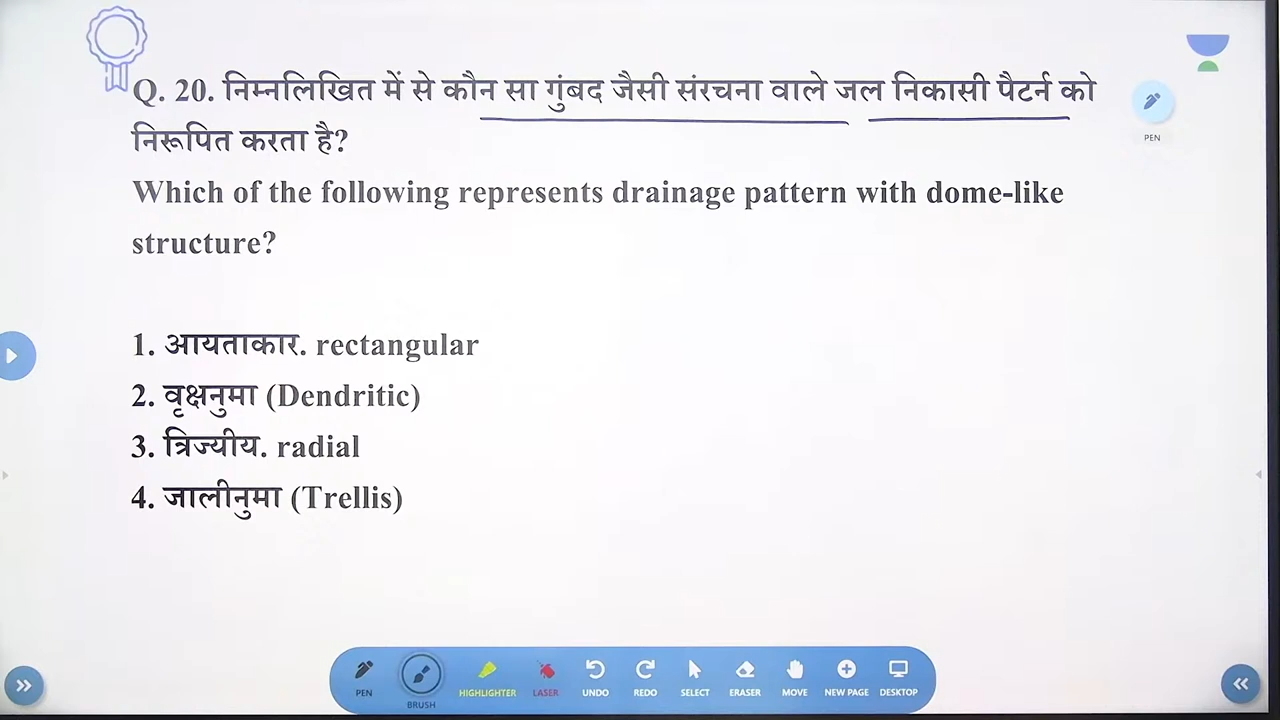 Q. 20. निम्नलिखित में से कौन सा गुंबद जैसी संरचना वाले जल निकासी पैटर्न को
निरूपित करता है?
Which of the following represents drainage pattern with dome-like
structure?
1. आयताकार. rectangular
2. वृक्षनुमा (Dendritic)
3. त्रिज्यीय. radial
4. जालीनुमा (Trellis)
PEN
PEN
BRUSH
HIGHLIGHTER
LASER
UNDO
REDO
SELECT
ERASER
MOVE
NEW PAGE
DESKTOP